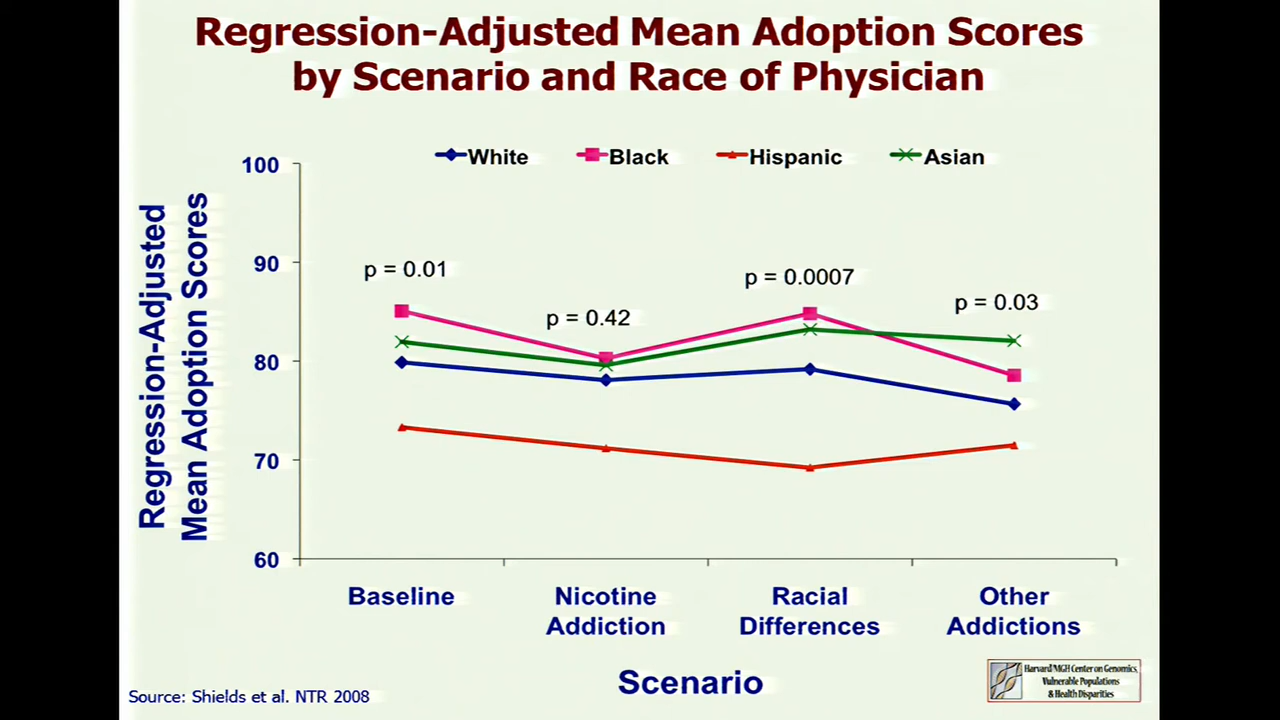 Regression-Adjusted Mean Adoption Scores
by Scenario and Race of Physician
White Black Hispanic Asian
Regression-Adjusted
Mean Adoption Scores
100
90
80
70
60
p = 0.01
p = 0.42
p = 0.0007
p = 0.03
Baseline
Nicotine
Addiction
Racial
Differences
Other
Addictions
Scenario
Source: Shields et al. NTR 2008
Harvard/MGH Center on Genomics,
Vulnerable Populations
& Health Disparities